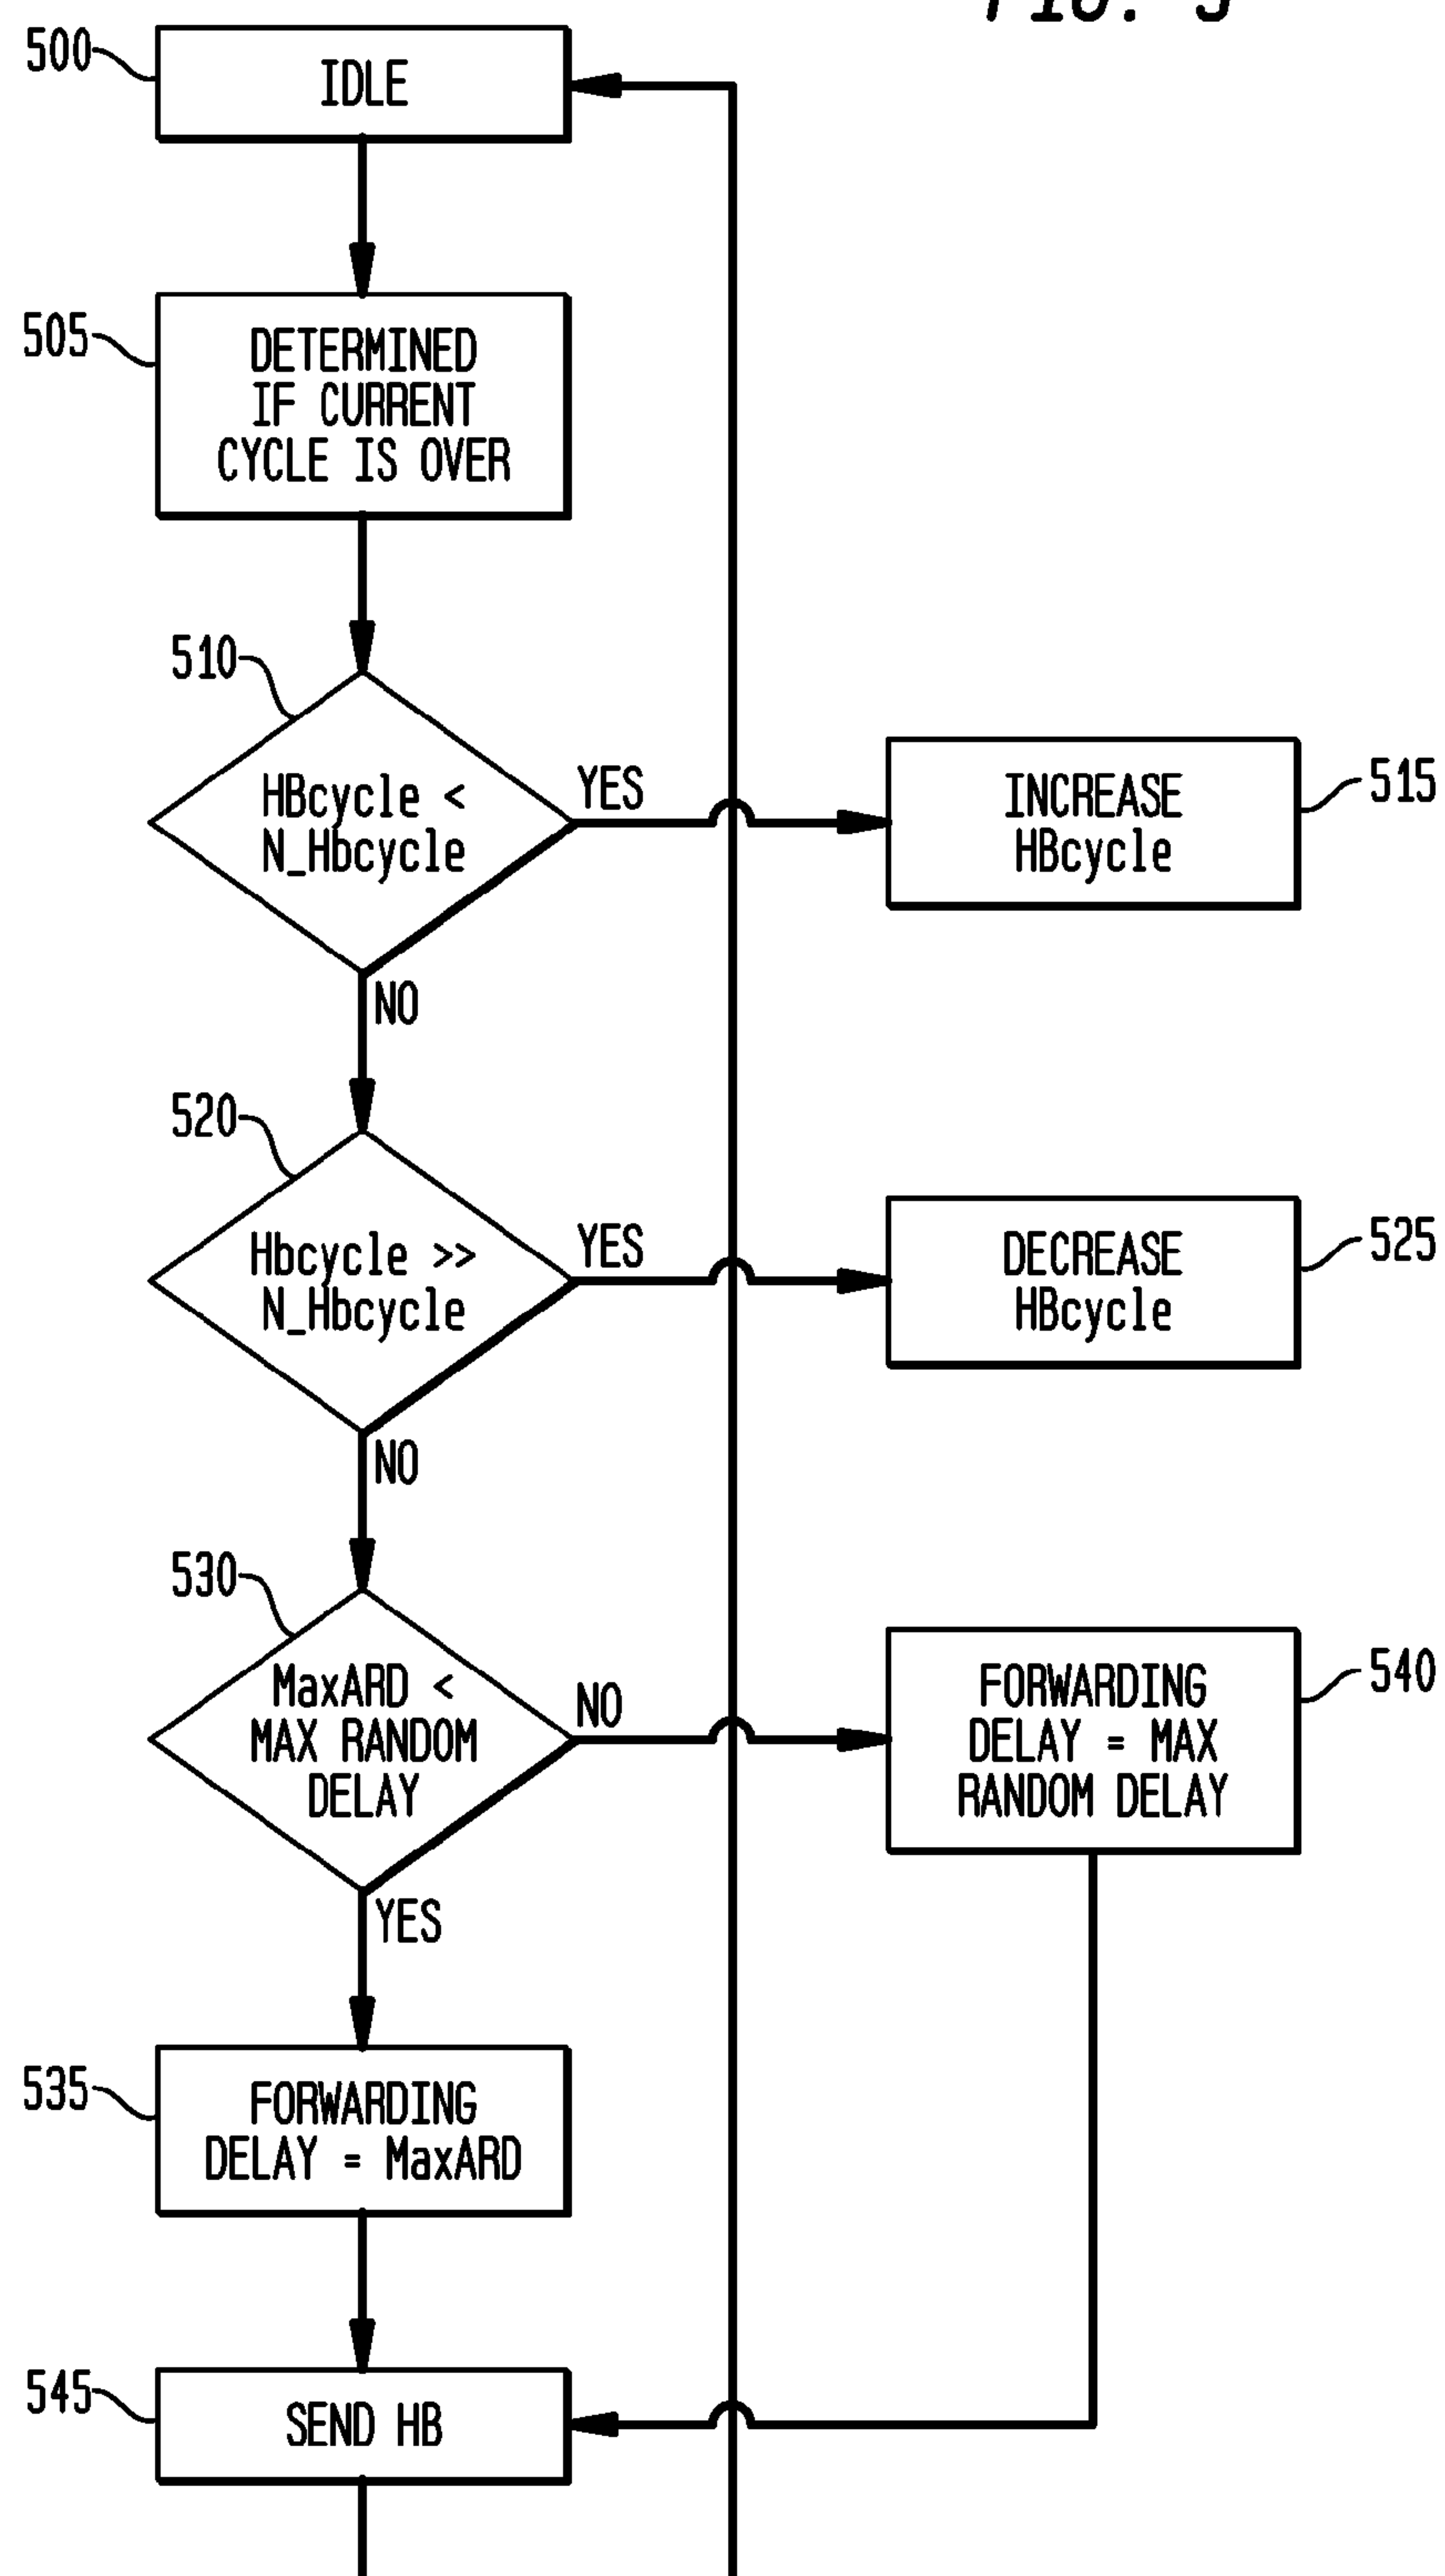 500
IDLE
505
DETERMINED
IF CURRENT
CYCLE IS OVER
510
HBcycle <
N_Hbcycle
YES
INCREASE
HBcycle
515
NO
520
Hbcycle >>
N_Hbcycle
YES
DECREASE
HBcycle
525
NO
530
MaxARD <
MAX RANDOM
DELAY
NO
FORWARDING
DELAY = MAX
RANDOM DELAY
540
YES
535
FORWARDING
DELAY = MaxARD
545
SEND HB